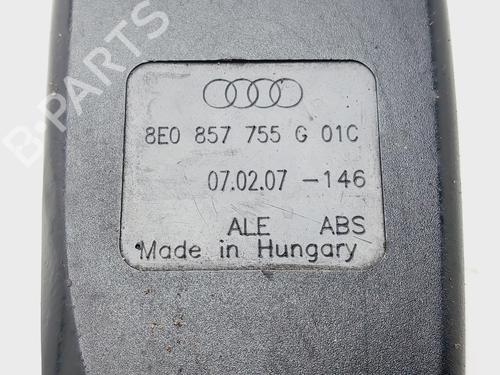 B-PARTS
8E0 857 755 G 01C
07.02.07 -146
ALE ABS
Made in Hungary